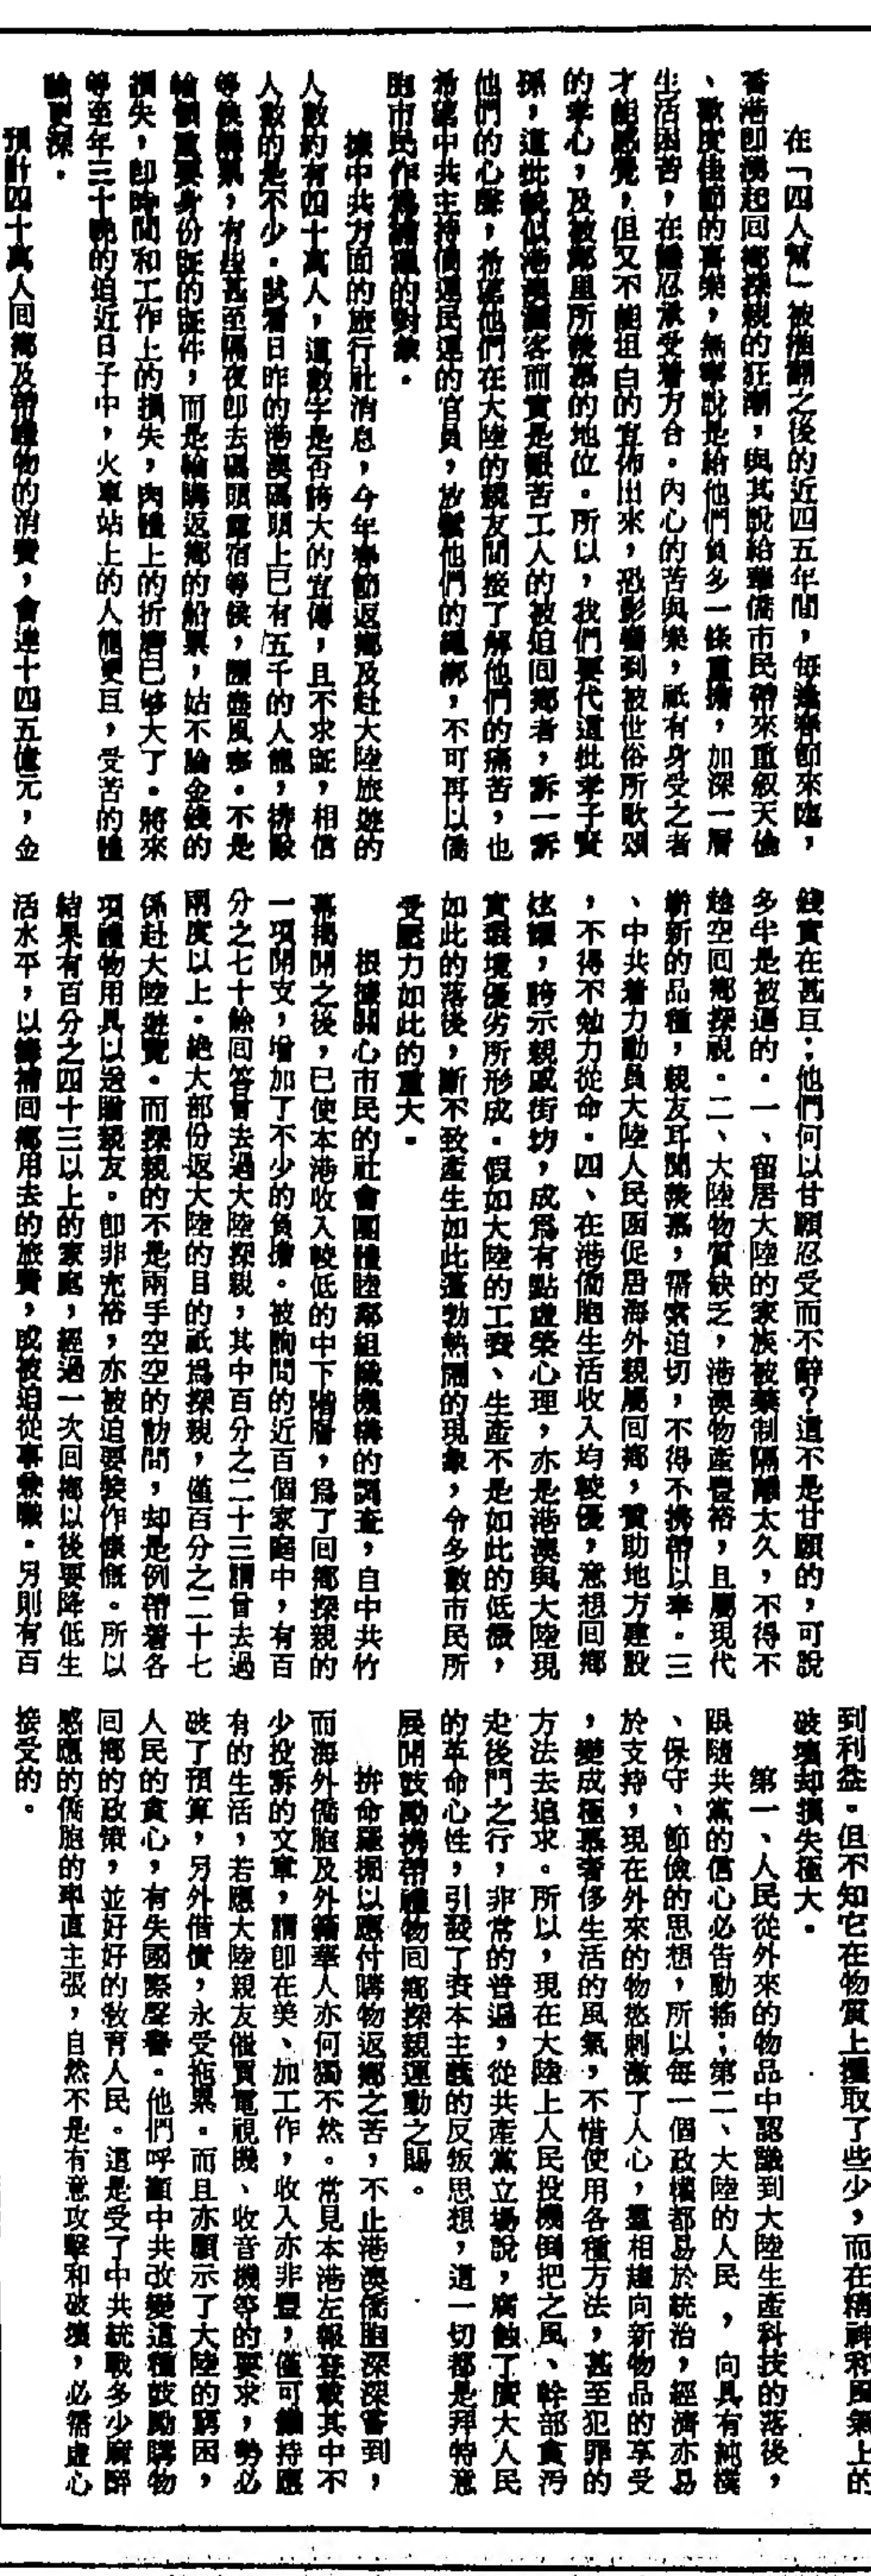 在「四人幫」被推翻之後的近四五年間，每逢春節來臨，
香港即湧起回鄉探親的狂潮，與其說給華僑市民帶來重叙天倫
、歡度佳節的喜樂，無寧說是給他們負多一條重擔，加深一層
生活困苦，在隱忍承受着方合。內心的苦與樂，祇有身受之者
才能感覺，但又不能坦白的宣佈出來，恐影響到被世俗所歌頌
的孝心，及被鄰里所羨慕的地位。所以，我們要代這批孝子賢
孫，這批貌似港澳濶客而實是艱苦工人的被迫回鄉者，訴一訴
他們的心聲，希望他們在大陸的親友間接了解他們的痛苦，也
希望中共主持僑運民運的官員，放鬆他們的繩綁，不可再以僑
胞市民作爲的對象。
據中共方面的旅行社消息，今年春節返鄉及赴大陸旅遊的
人數約有四十萬人，這數字是否誇大的宣傳，且不求証，相信
人數的是不少。試看日昨的港澳碼頭上已有五千的人龍，排散
等候購票，有些甚至隔夜即去碼頭露宿等候，風寒。不是
輪領重要身份証的証件，而是輪購返鄉的船票，姑不論金錢的
損失，即時間和工作上的損失，肉體上的折磨已够大了。將來
等至年三十晚的迫近日子中，火車站上的人龍更巨，受苦的體
驗更深。
預計四十萬人回鄉及帶禮物的消費，會達十四五億元，金
錢實在甚巨；他們何以甘願忍受而不辭？這不是甘願的，可說
多半是被逼的。一、留居大陸的家族被禁制隔離太久，不得不
趁空回鄉探視。二、大陸物質缺乏，港澳物產豐裕，且屬現代
嶄新的品種，親友耳聞羨慕，需索迫切，不得不携帶以奉。三
、中共着力動員大陸人民函促居海外親屬回鄉，贊助地方建設
，不得不勉力從命。四、在港僑胞生活收入均較優，意想回鄉
炫耀，誇示親戚街坊，成爲有點虛榮心理，亦是港澳與大陸現
實環境優劣所形成。假如大陸的工資、生產不是如此的低微，
如此的落後，斷不致產生如此蓬勃熱鬧的現象，令多數市民所
受壓力如此的重大。
根據關心市民的社會團體陸鄰組織機構的調查，自中共竹
幕揭開之後，已使本港收入較低的中下階層，爲了回鄉探親的
一項開支，增加了不少的負擔。被詢問的近百個家庭中，有百
分之七十餘回答曾去過大陸探親，其中百分之二十三謂曾去過
兩度以上。絕大部份返大陸的目的祇爲探親，僅百分之二十七
係赴大陸遊覽。而探親的不是兩手空空的訪問，却是例帶着各
項禮物用具以送贈親友。即非充裕，亦被迫要裝作慷慨。所以
結果有百分之四十三以上的家庭，經過一次回鄉以後要降低生
活水平，以彌補回鄉用去的旅費，或被迫從事兼職。另則有百
到利益。但不知它在物質上攫取了些少，而在精神和風氣上的
破壞却損失極大。
第一、人民從外來的物品中認識到大陸生產科技的落後，
跟隨共黨的信心必告動搖；第二、大陸的人民，向具有純樸
、保守、節儉的思想，所以每一個政權都易於統治，經濟亦易
於支持，現在外來的物慾刺激了人心，羣相趨向新物品的享受
，變成極慕奢侈生活的風氣，不惜使用各種方法，甚至犯罪的
方法去追求。所以，現在大陸上人民投機倒把之風、幹部貪污
走後門之行，非常的普遍，從共產黨立場說，腐蝕了廣大人民
的革命心性，引發了資本主義的反叛思想，這一切都是拜特意
展開鼓勵携帶禮物回鄉探親運動之賜。
拚命羅掘以應付購物返鄉之苦，不止港澳僑胞深深嘗到，
而海外僑胞及外籍華人亦何獨不然。常見本港左報登載其中不
少投訴的文章，謂即在美、加工作，收入亦非豐，僅可維持應
有的生活，若應大陸親友催買電視機、收音機等的要求，勢必
破了預算，另外借債，永受拖累。而且亦顯示了大陸的窮困，
人民的貪心，有失國際聲譽。他們呼籲中共改變這種鼓勵購物
回鄉的政策，並好好的敎育人民。這是受了中共統戰多少麻醉
感應的僑胞的率直主張，自然不是有意攻擊和破壞，必需虛心
接受的。